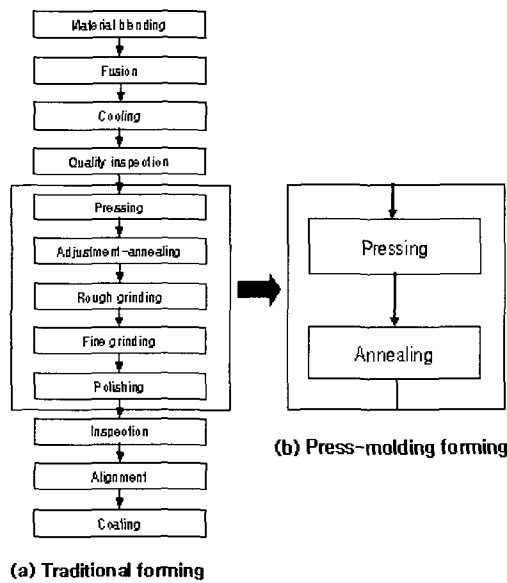 Material blending
Fusion
Cooling
Quality inspection
Pressing
Adjustment-annealing
Rough grinding
Fine grinding
Polishing
Inspection
Alignment
Coating
(a) Traditional forming
Pressing
Annealing
(b) Press-molding forming